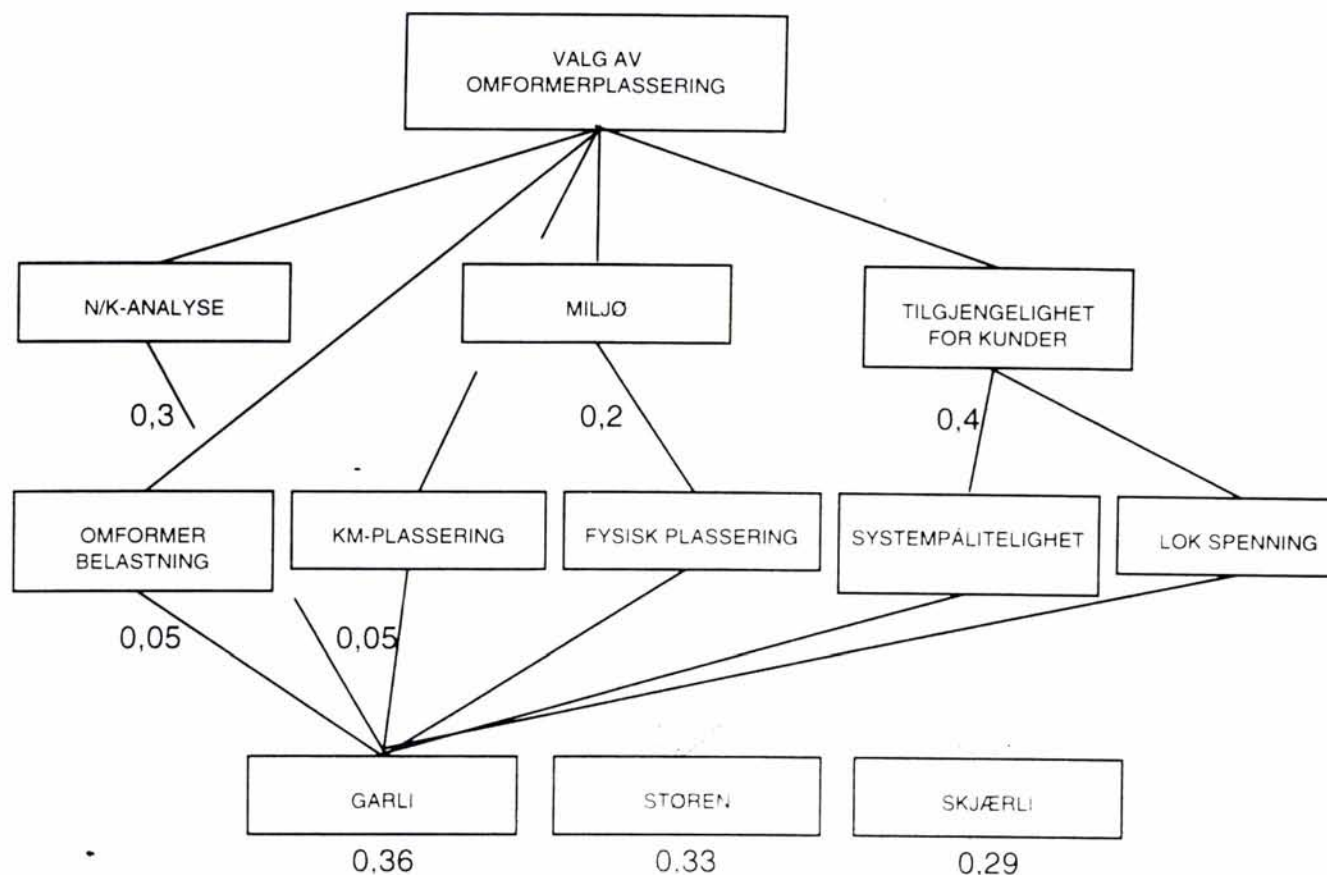 VALG AV
OMFORMERPLASSERING
N/K-ANALYSE
MILJØ
TILGJENGELIGHET
FOR KUNDER
0,3
0,2
0,4
OMFORMER
BELASTNING
KM-PLASSERING
FYSISK PLASSERING
SYSTEMPÅLITELIGHET
LOK SPENNING
0,05
0,05
GARLI
STØREN
SKJÆRLI
0,36
0,33
0,29